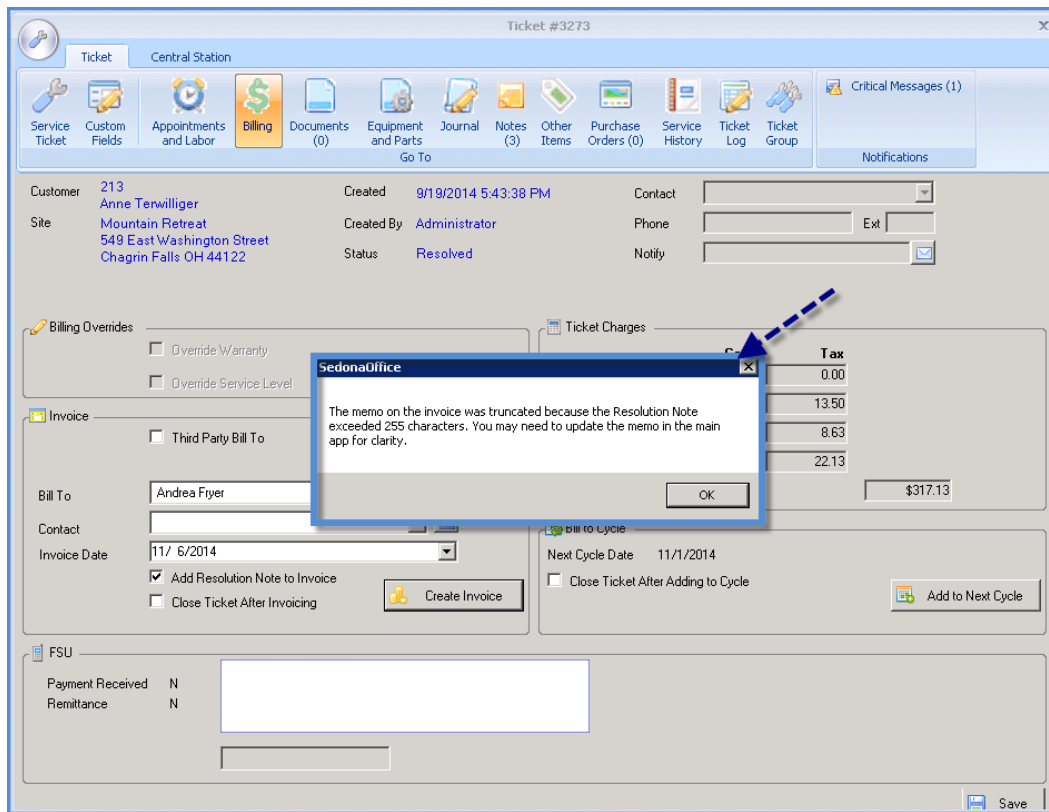 Ticket #3273
x
Ticket
Central Station
Service Ticket
Custom Fields
Appointments and Labor
Billing
Documents (0)
Equipment and Parts
Journal
Notes (3)
Other Items
Purchase Orders (0)
Service History
Ticket Log
Ticket Group
Go To
Critical Messages (1)
Notifications
Customer 213
Anne Terwilliger
Site Mountain Retreat
549 East Washington Street
Chagrin Falls OH 44122
Created 9/19/2014 5:43:38 PM
Created By Administrator
Status Resolved
Contact
Phone Ext
Notify
Billing Overrides
Override Warranty
Override Service Level
Invoice
Third Party Bill To
Bill To Andrea Fryer
Contact
Invoice Date 11/ 6/2014
Add Resolution Note to Invoice
Close Ticket After Invoicing
Create Invoice
Ticket Charges
Tax
0.00
13.50
8.63
22.13
$317.13
SedonaOffice
The memo on the invoice was truncated because the Resolution Note
exceeded 255 characters. You may need to update the memo in the main
app for clarity.
OK
Bill to Cycle
Next Cycle Date 11/1/2014
Close Ticket After Adding to Cycle
Add to Next Cycle
FSU
Payment Received N
Remittance N
Save